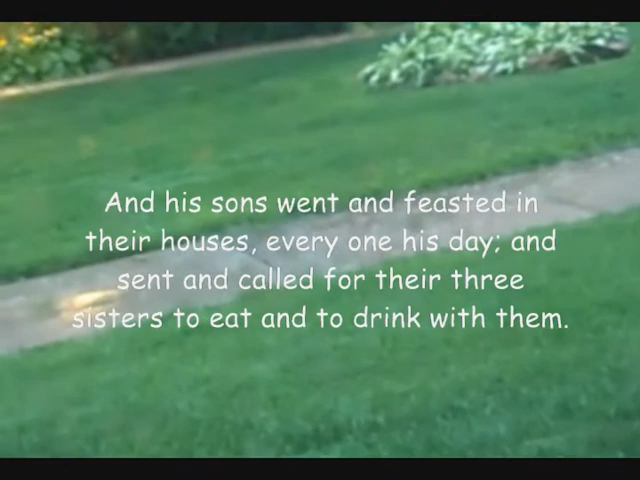 And his sons went and feasted in
their houses, every one his day; and
sent and called for their three
sisters to eat and to drink with them.